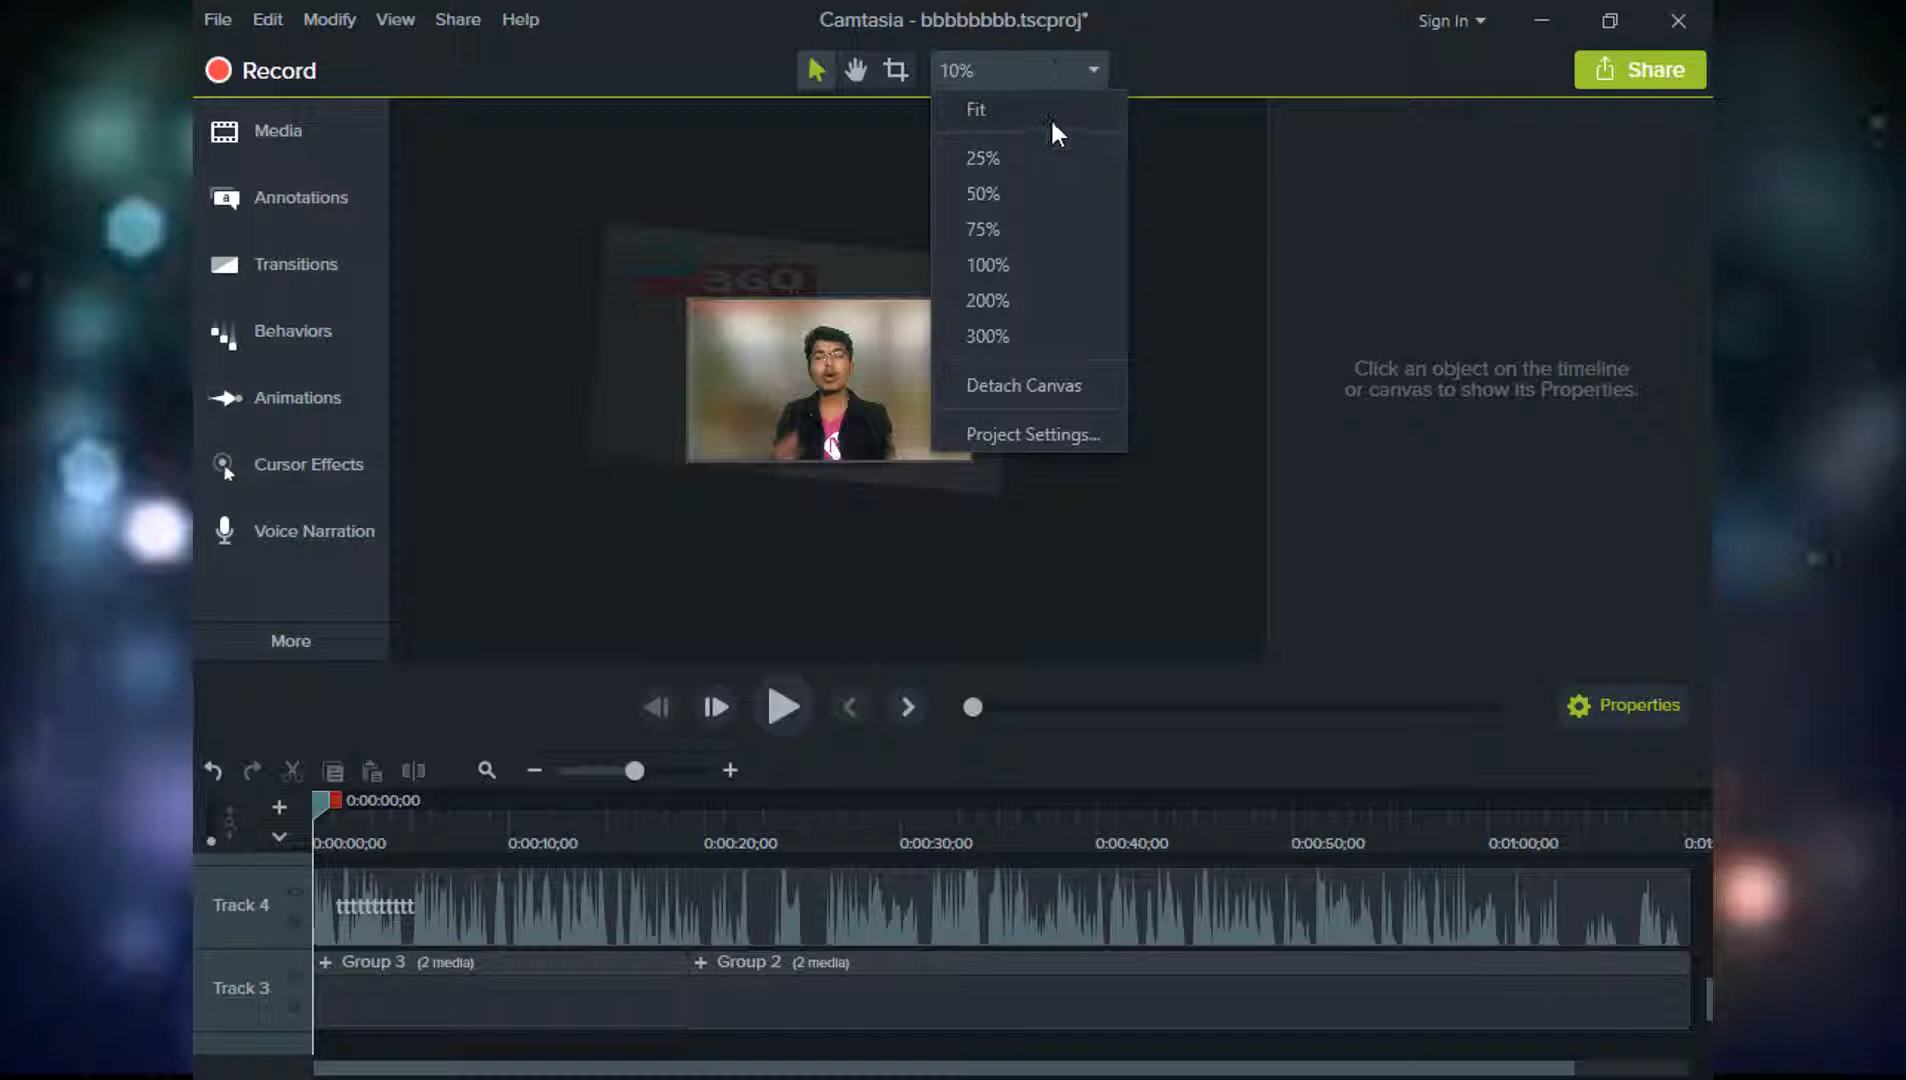 File Edit Modify View Share Help
Camtasia - bbbbbbbb.tscproj*
Sign In
Record
10%
Share
Fit
25%
50%
75%
100%
200%
300%
Detach Canvas
Project Settings...
Media
Annotations
Transitions
Behaviors
Animations
Cursor Effects
Voice Narration
More
3GO
Click an object on the timeline
or canvas to show its Properties.
Properties
0:00:00;00
0:00:00;00 0:00:10;00 0:00:20;00 0:00:30;00 0:00:40;00 0:00:50;00 0:01:00;00 0:01
Track 4
ttttttttttt
+ Group 3 (2 media) + Group 2 (2 media)
Track 3